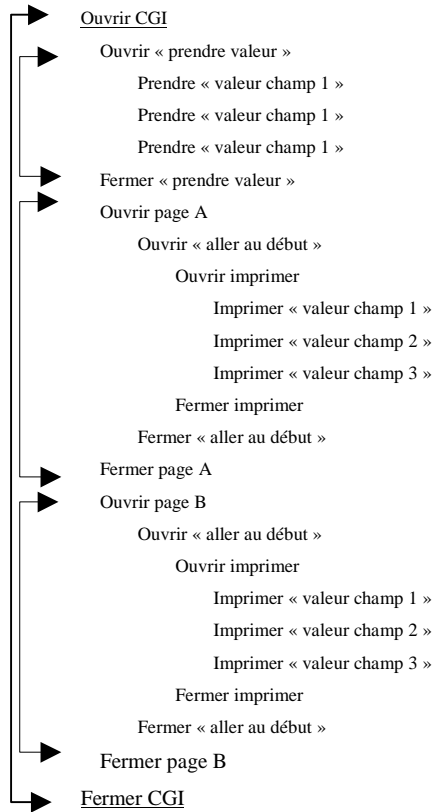 Ouvrir CGI
Ouvrir « prendre valeur »
Prendre « valeur champ 1 »
Prendre « valeur champ 1 »
Prendre « valeur champ 1 »
Fermer « prendre valeur »
Ouvrir page A
Ouvrir « aller au début »
Ouvrir imprimer
Imprimer « valeur champ 1 »
Imprimer « valeur champ 2 »
Imprimer « valeur champ 3 »
Fermer imprimer
Fermer « aller au début »
Fermer page A
Ouvrir page B
Ouvrir « aller au début »
Ouvrir imprimer
Imprimer « valeur champ 1 »
Imprimer « valeur champ 2 »
Imprimer « valeur champ 3 »
Fermer imprimer
Fermer « aller au début »
Fermer page B
Fermer CGI